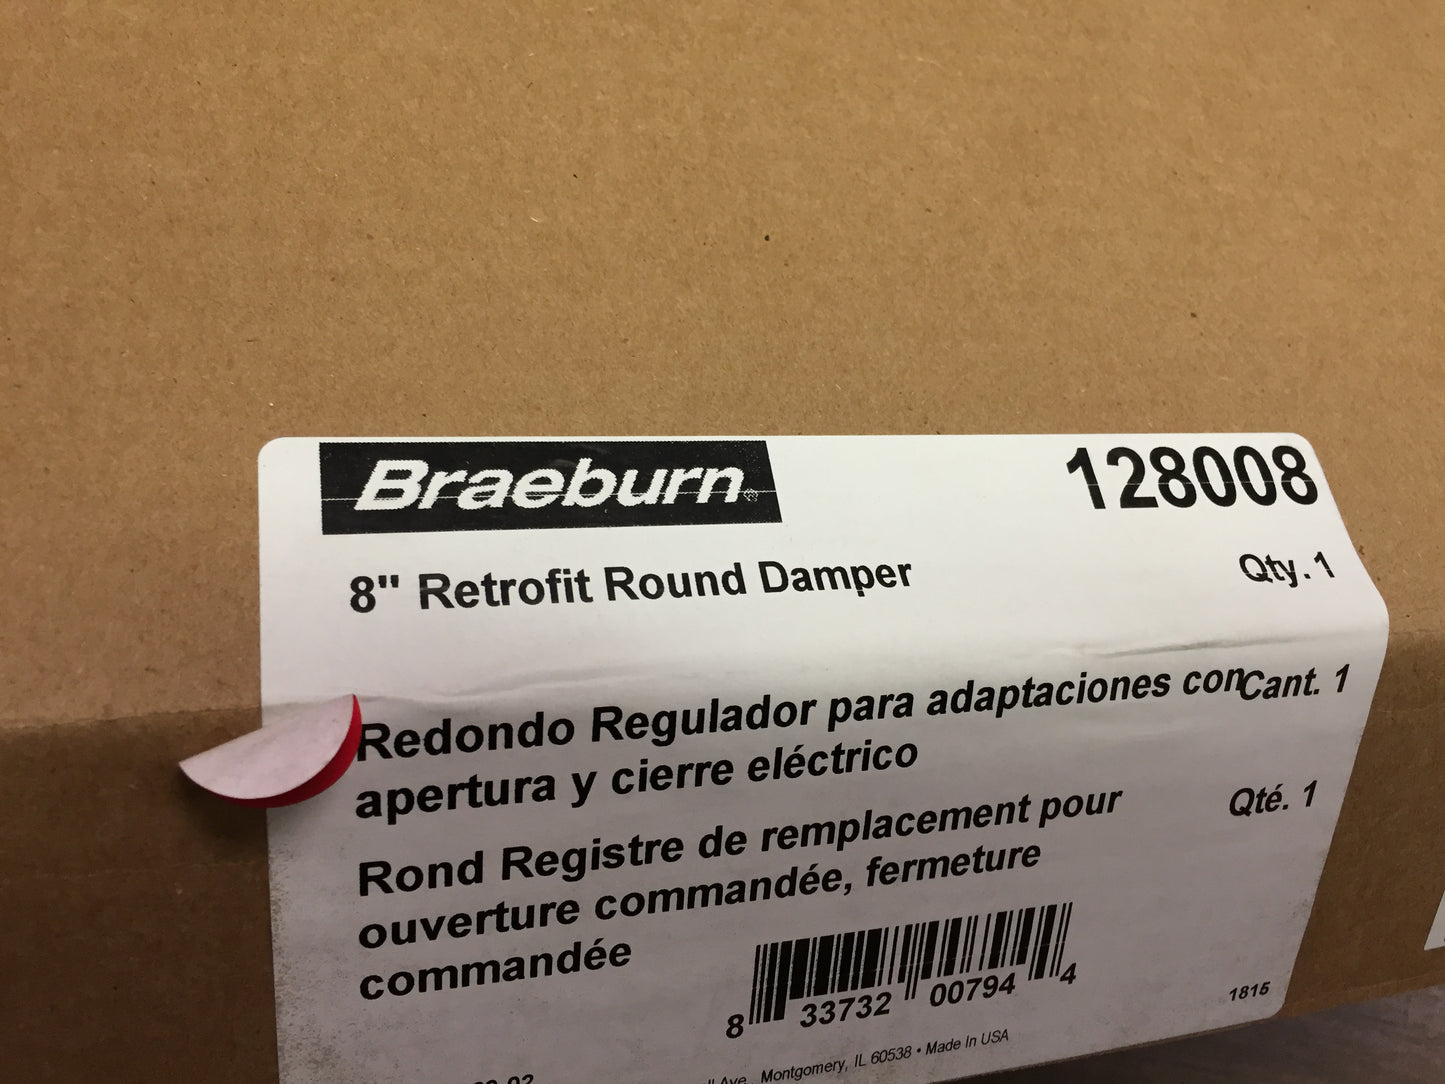 Braeburn®
128008
8" Retrofit Round Damper
Qty. 1
Redondo Regulador para adaptaciones con
apertura y cierre eléctrico
Cant. 1
Rond Registre de remplacement pour
ouverture commandée, fermeture
commandée
Qté. 1
8 33732 00794 4
1815
Ave., Montgomery, IL 60538 • Made In USA